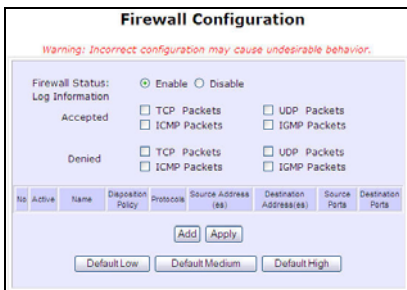 Firewall Configuration
Warning: Incorrect configuration may cause undesirable behavior.
Firewall Status: Enable Disable
Log Information
Accepted TCP Packets UDP Packets
ICMP Packets IGMP Packets
Denied TCP Packets UDP Packets
ICMP Packets IGMP Packets
No Active Name Disposition Policy Protocols Source Address (es) Destination Address(es) Source Ports Destination Ports
Add Apply
Default Low Default Medium Default High